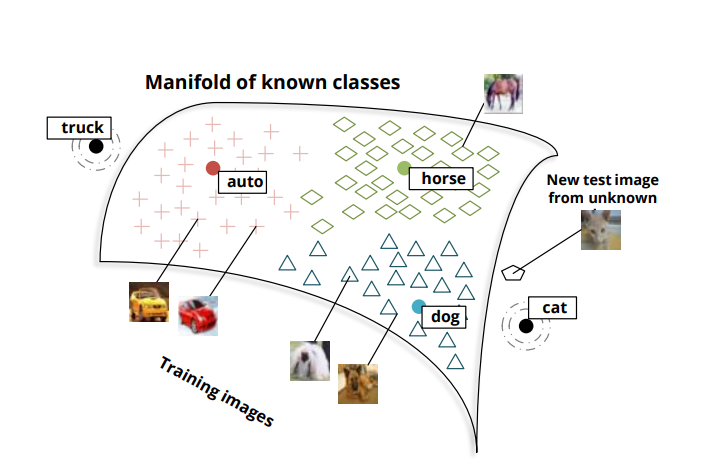 Manifold of known classes
truck
auto
horse
New test image
from unknown
cat
dog
Training images